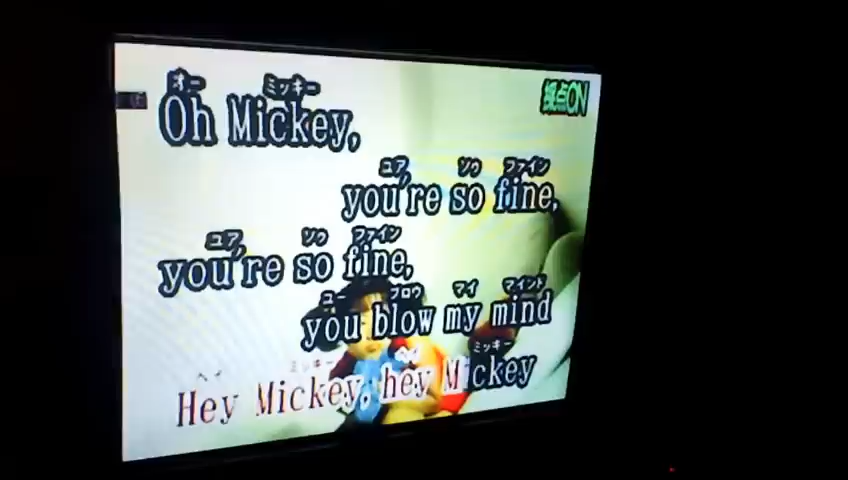 オー ミッキー
Oh Mickey,
採点ON
ユア ソウ ファイン
you're so fine,
ユア ソウ ファイン
you're so fine,
ユー ブロウ マイ マインド
you blow my mind
ヘイ ミッキー ヘイ ミッキー
Hey Mickey, hey Mickey